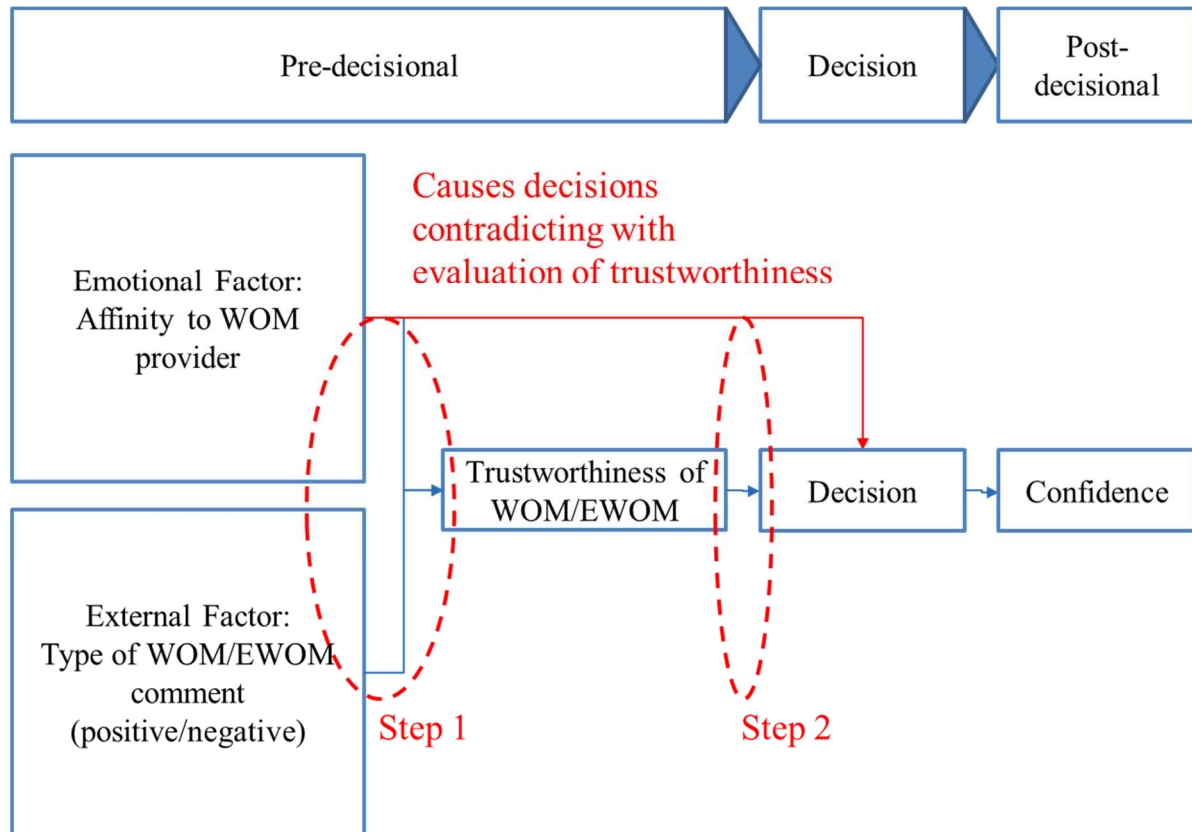 Pre-decisional
Decision
Post-
decisional
Causes decisions
contradicting with
evaluation of trustworthiness
Emotional Factor:
Affinity to WOM
provider
Trustworthiness of
WOM/EWOM
Decision
Confidence
External Factor:
Type of WOM/EWOM
comment
(positive/negative)
Step 1
Step 2